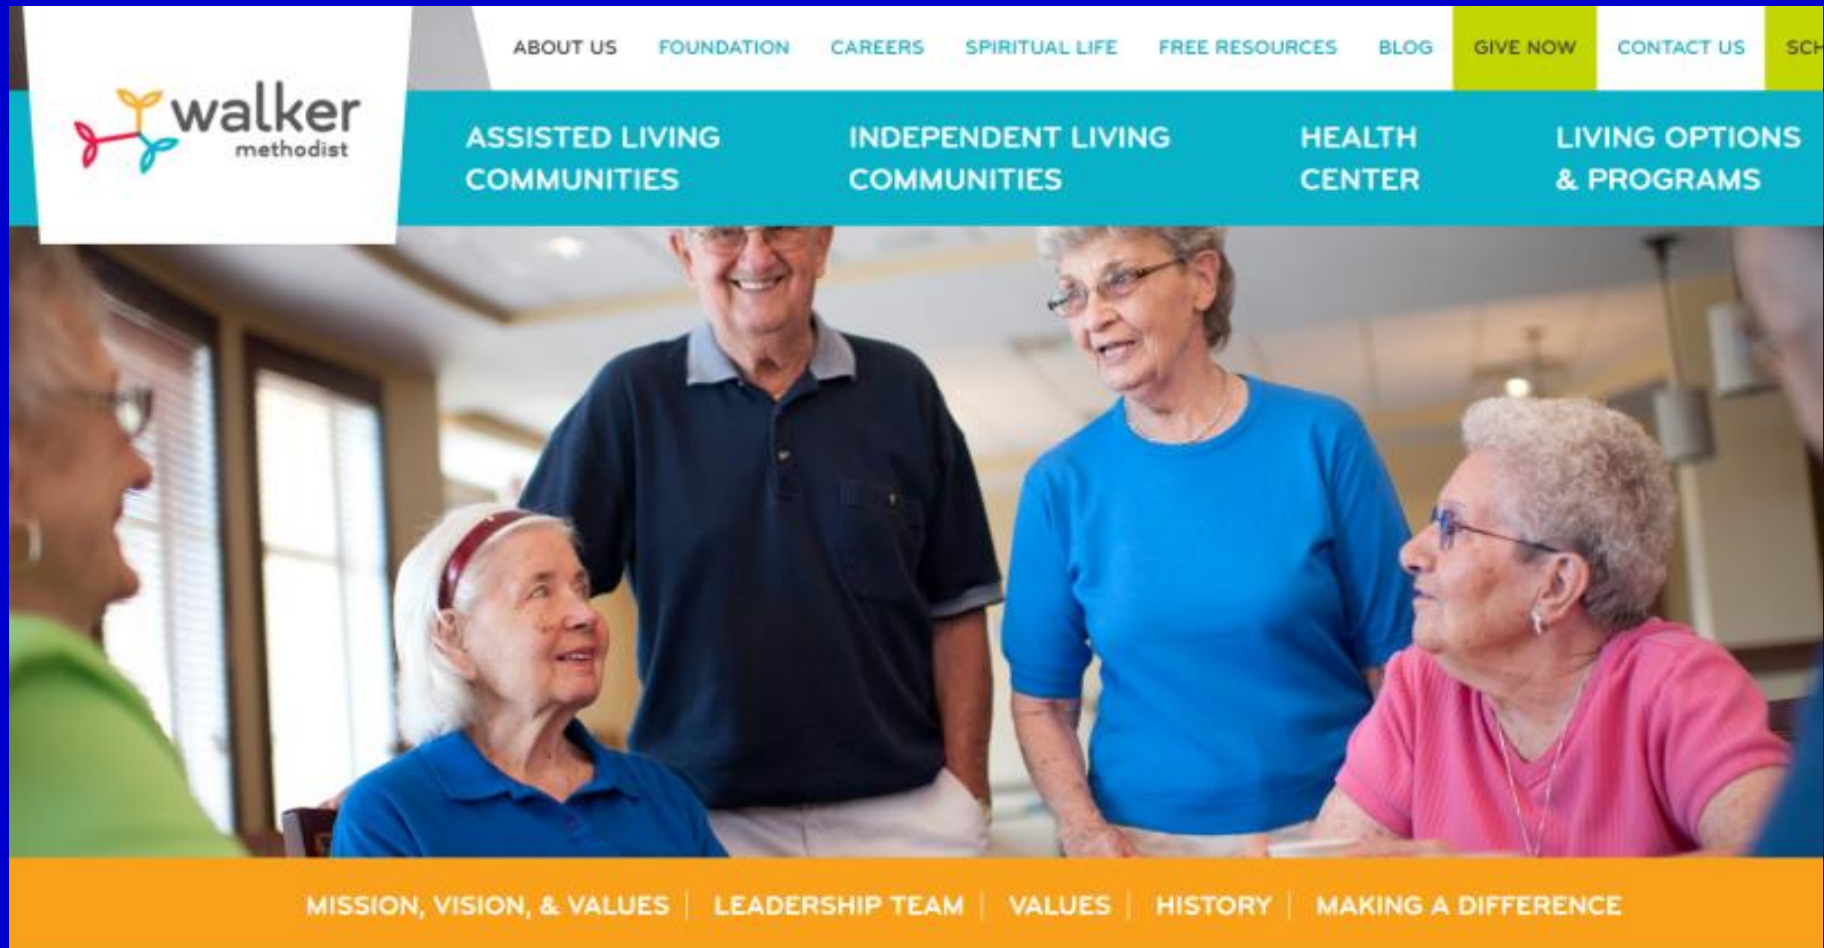 ABOUT US FOUNDATION CAREERS SPIRITUAL LIFE FREE RESOURCES BLOG GIVE NOW CONTACT US
walker
methodist
ASSISTED LIVING
COMMUNITIES
INDEPENDENT LIVING
COMMUNITIES
HEALTH
CENTER
LIVING OPTIONS
& PROGRAMS
MISSION, VISION, & VALUES | LEADERSHIP TEAM | VALUES | HISTORY | MAKING A DIFFERENCE